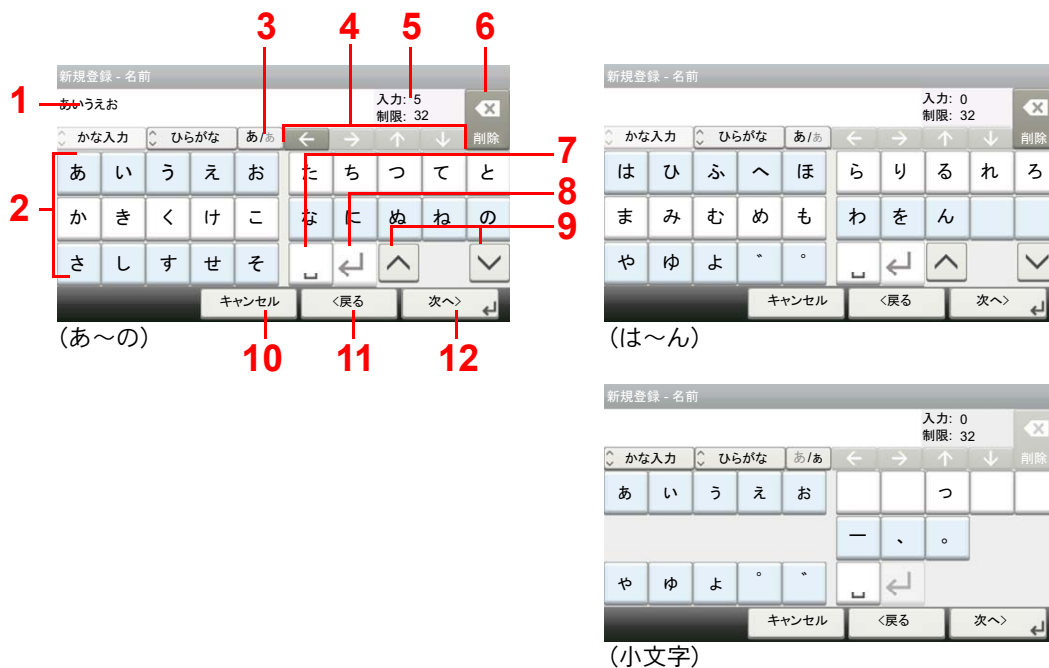 3 4 5 6
新規登録 - 名前
1 あいうえお 入力: 5
制限: 32
かな入力 ひらがな あ/ぁ ← → ↑ ↓ 削除
7
あ い う え お た ち つ て と
8
2 か き く け こ な に ぬ ね の
9
さ し す せ そ ␣ ↵ ∧ ∨
キャンセル <戻る 次へ> ↵
(あ~の)
10 11 12
新規登録 - 名前
入力: 0
制限: 32
かな入力 ひらがな あ/ぁ ← → ↑ ↓ 削除
は ひ ふ へ ほ ら り る れ ろ
ま み む め も わ を ん
や ゆ よ ゛ ゜ ␣ ↵ ∧ ∨
キャンセル <戻る 次へ> ↵
(は~ん)
新規登録 - 名前
入力: 0
制限: 32
かな入力 ひらがな あ/ぁ ← → ↑ ↓ 削除
ぁ ぃ ぅ ぇ ぉ っ
ー 、 。
ゃ ゅ ょ ゜ ゛ ␣ ↵
キャンセル <戻る 次へ> ↵
(小文字)